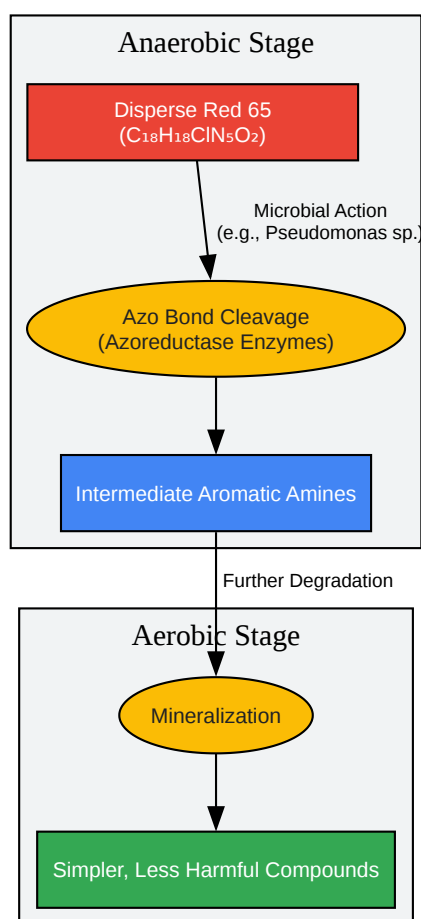 Anaerobic Stage
Disperse Red 65
(C₁₈H₁₈ClN₅O₂)
Microbial Action
(e.g., Pseudomonas sp.)
Azo Bond Cleavage
(Azoreductase Enzymes)
Intermediate Aromatic Amines
Further Degradation
Aerobic Stage
Mineralization
Simpler, Less Harmful Compounds